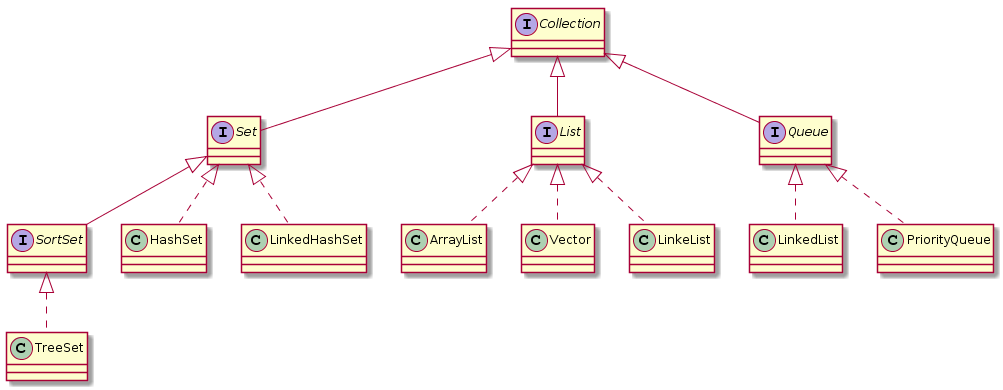 I Collection
I Set
I List
I Queue
I SortSet
C HashSet
C LinkedHashSet
C ArrayList
C Vector
C LinkeList
C LinkedList
C PriorityQueue
C TreeSet